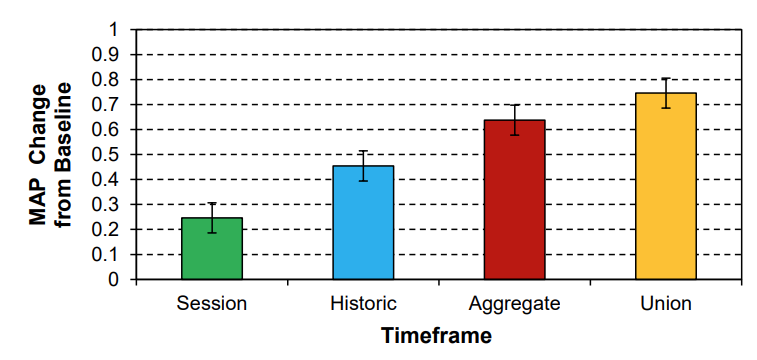 1
0.9
0.8
0.7
0.6
0.5
0.4
0.3
0.2
0.1
0
MAP Change
from Baseline
Session Historic Aggregate Union
Timeframe